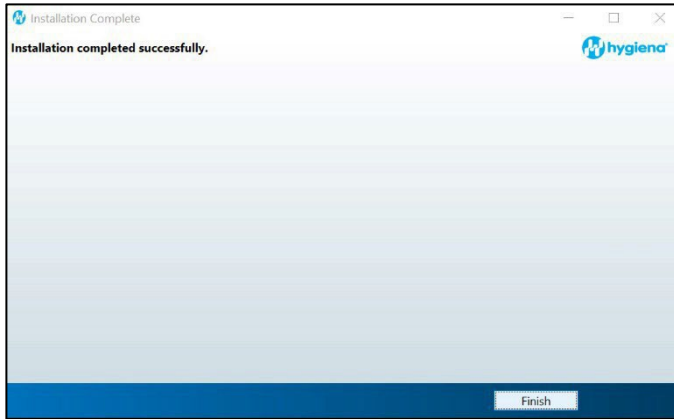 Installation Complete
Installation completed successfully.
hygiena
Finish